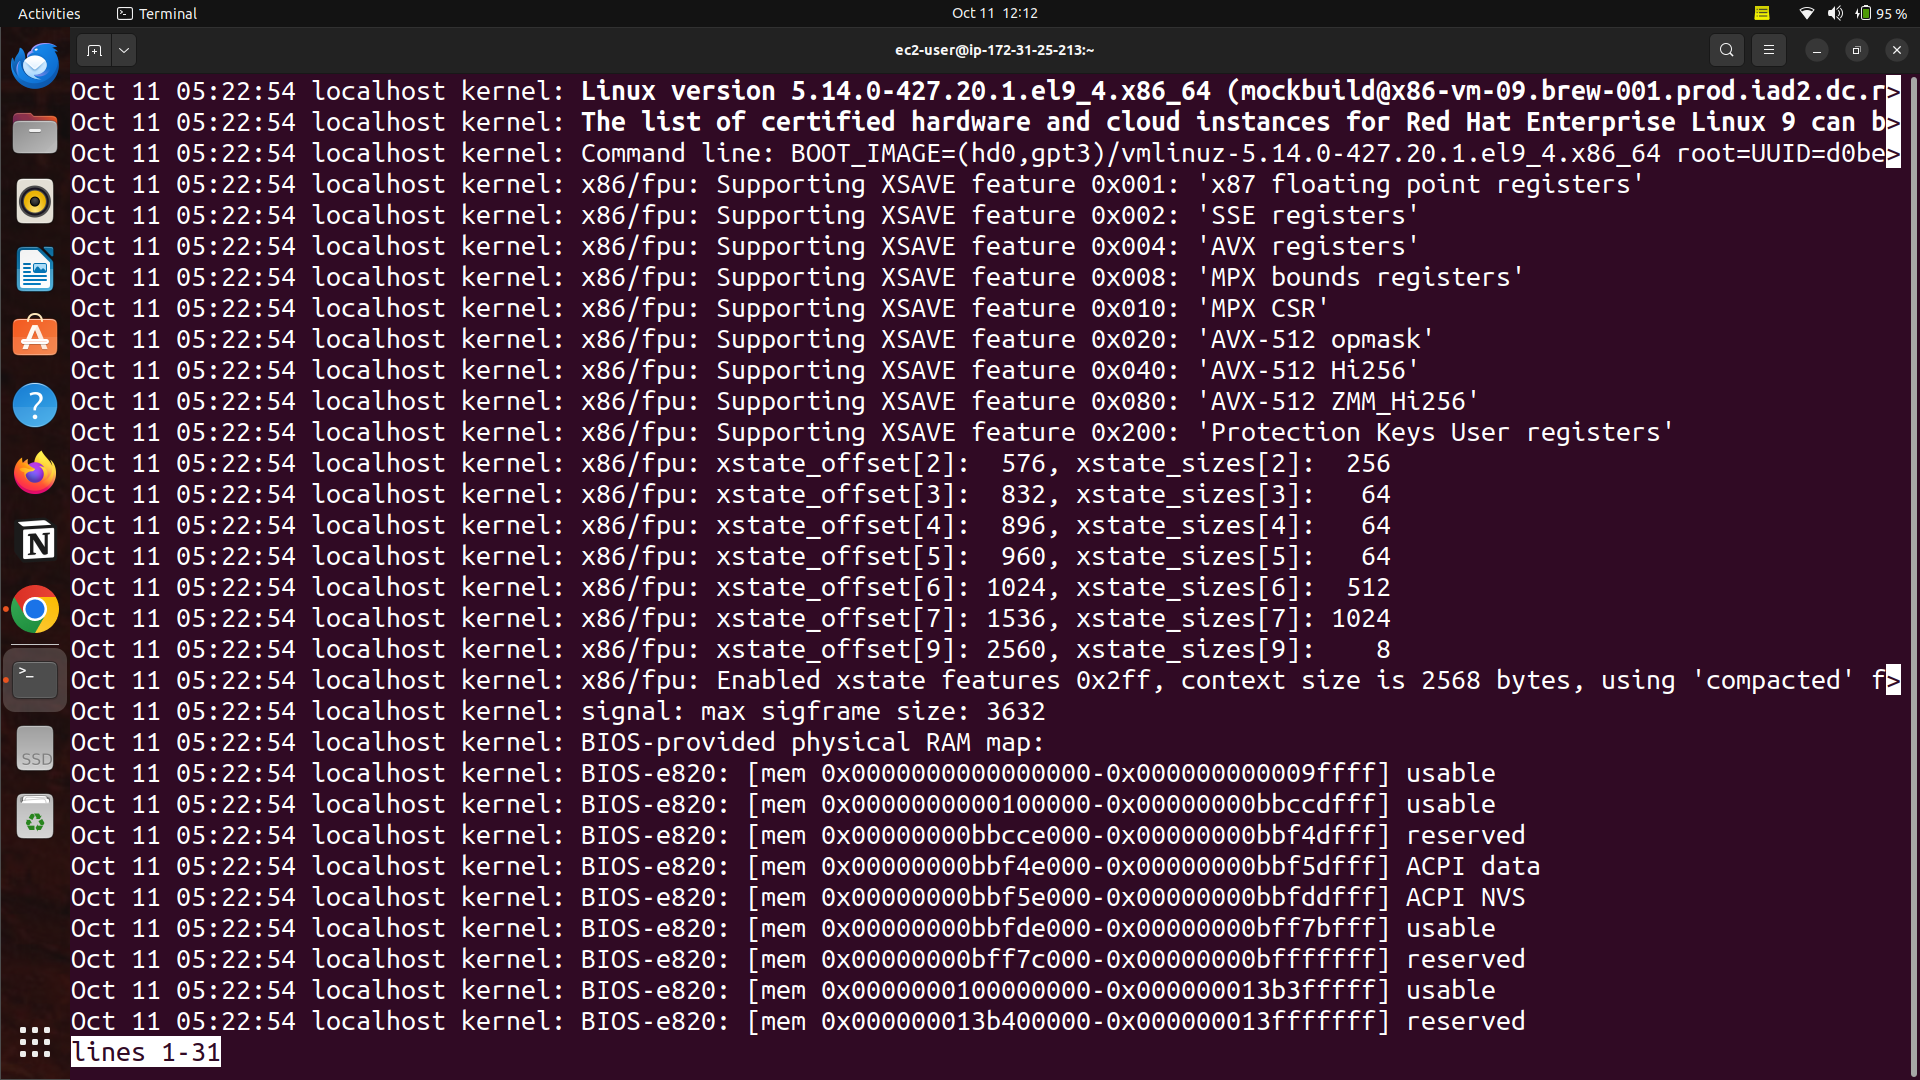 Activities
Terminal
Oct 11 12:12
95 %
ec2-user@ip-172-31-25-213:~
Oct 11 05:22:54 localhost kernel: Linux version 5.14.0-427.20.1.el9_4.x86_64 (mockbuild@x86-vm-09.brew-001.prod.iad2.dc.r>
Oct 11 05:22:54 localhost kernel: The list of certified hardware and cloud instances for Red Hat Enterprise Linux 9 can b>
Oct 11 05:22:54 localhost kernel: Command line: BOOT_IMAGE=(hd0,gpt3)/vmlinuz-5.14.0-427.20.1.el9_4.x86_64 root=UUID=d0be>
Oct 11 05:22:54 localhost kernel: x86/fpu: Supporting XSAVE feature 0x001: 'x87 floating point registers'
Oct 11 05:22:54 localhost kernel: x86/fpu: Supporting XSAVE feature 0x002: 'SSE registers'
Oct 11 05:22:54 localhost kernel: x86/fpu: Supporting XSAVE feature 0x004: 'AVX registers'
Oct 11 05:22:54 localhost kernel: x86/fpu: Supporting XSAVE feature 0x008: 'MPX bounds registers'
Oct 11 05:22:54 localhost kernel: x86/fpu: Supporting XSAVE feature 0x010: 'MPX CSR'
Oct 11 05:22:54 localhost kernel: x86/fpu: Supporting XSAVE feature 0x020: 'AVX-512 opmask'
Oct 11 05:22:54 localhost kernel: x86/fpu: Supporting XSAVE feature 0x040: 'AVX-512 Hi256'
Oct 11 05:22:54 localhost kernel: x86/fpu: Supporting XSAVE feature 0x080: 'AVX-512 ZMM_Hi256'
Oct 11 05:22:54 localhost kernel: x86/fpu: Supporting XSAVE feature 0x200: 'Protection Keys User registers'
Oct 11 05:22:54 localhost kernel: x86/fpu: xstate_offset[2]:  576, xstate_sizes[2]:  256
Oct 11 05:22:54 localhost kernel: x86/fpu: xstate_offset[3]:  832, xstate_sizes[3]:   64
Oct 11 05:22:54 localhost kernel: x86/fpu: xstate_offset[4]:  896, xstate_sizes[4]:   64
Oct 11 05:22:54 localhost kernel: x86/fpu: xstate_offset[5]:  960, xstate_sizes[5]:   64
Oct 11 05:22:54 localhost kernel: x86/fpu: xstate_offset[6]: 1024, xstate_sizes[6]:  512
Oct 11 05:22:54 localhost kernel: x86/fpu: xstate_offset[7]: 1536, xstate_sizes[7]: 1024
Oct 11 05:22:54 localhost kernel: x86/fpu: xstate_offset[9]: 2560, xstate_sizes[9]:    8
Oct 11 05:22:54 localhost kernel: x86/fpu: Enabled xstate features 0x2ff, context size is 2568 bytes, using 'compacted' f>
Oct 11 05:22:54 localhost kernel: signal: max sigframe size: 3632
Oct 11 05:22:54 localhost kernel: BIOS-provided physical RAM map:
Oct 11 05:22:54 localhost kernel: BIOS-e820: [mem 0x0000000000000000-0x000000000009ffff] usable
Oct 11 05:22:54 localhost kernel: BIOS-e820: [mem 0x0000000000100000-0x00000000bbccdfff] usable
Oct 11 05:22:54 localhost kernel: BIOS-e820: [mem 0x00000000bbcce000-0x00000000bbf4dfff] reserved
Oct 11 05:22:54 localhost kernel: BIOS-e820: [mem 0x00000000bbf4e000-0x00000000bbf5dfff] ACPI data
Oct 11 05:22:54 localhost kernel: BIOS-e820: [mem 0x00000000bbf5e000-0x00000000bbfddfff] ACPI NVS
Oct 11 05:22:54 localhost kernel: BIOS-e820: [mem 0x00000000bbfde000-0x00000000bff7bfff] usable
Oct 11 05:22:54 localhost kernel: BIOS-e820: [mem 0x00000000bff7c000-0x00000000bfffffff] reserved
Oct 11 05:22:54 localhost kernel: BIOS-e820: [mem 0x0000000100000000-0x000000013b3fffff] usable
Oct 11 05:22:54 localhost kernel: BIOS-e820: [mem 0x000000013b400000-0x000000013fffffff] reserved
lines 1-31
SSD